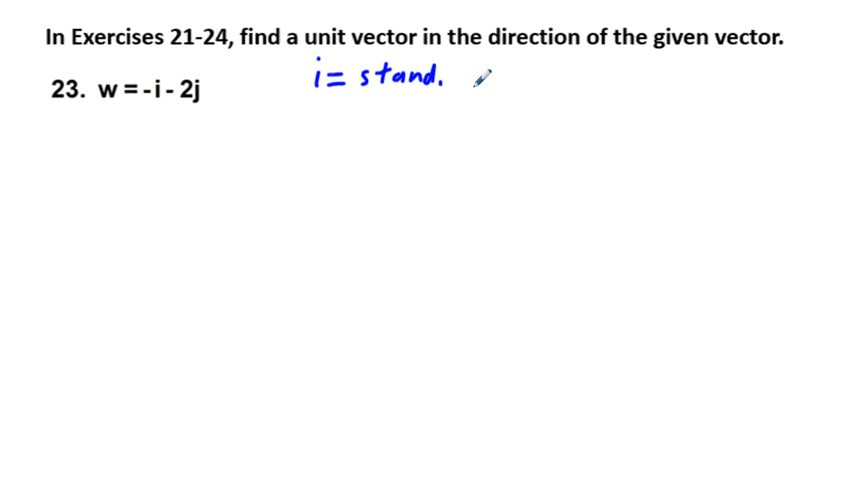 In Exercises 21-24, find a unit vector in the direction of the given vector.
i = stand.
23. w = -i - 2j